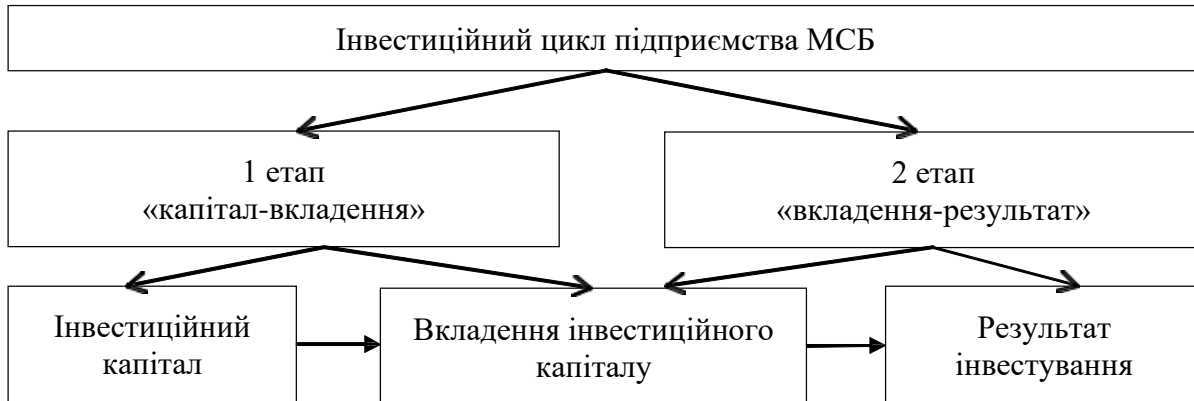 Інвестиційний цикл підприємства МСБ
1 етап
«капітал-вкладення»
2 етап
«вкладення-результат»
Інвестиційний
капітал
Вкладення інвестиційного
капіталу
Результат
інвестування